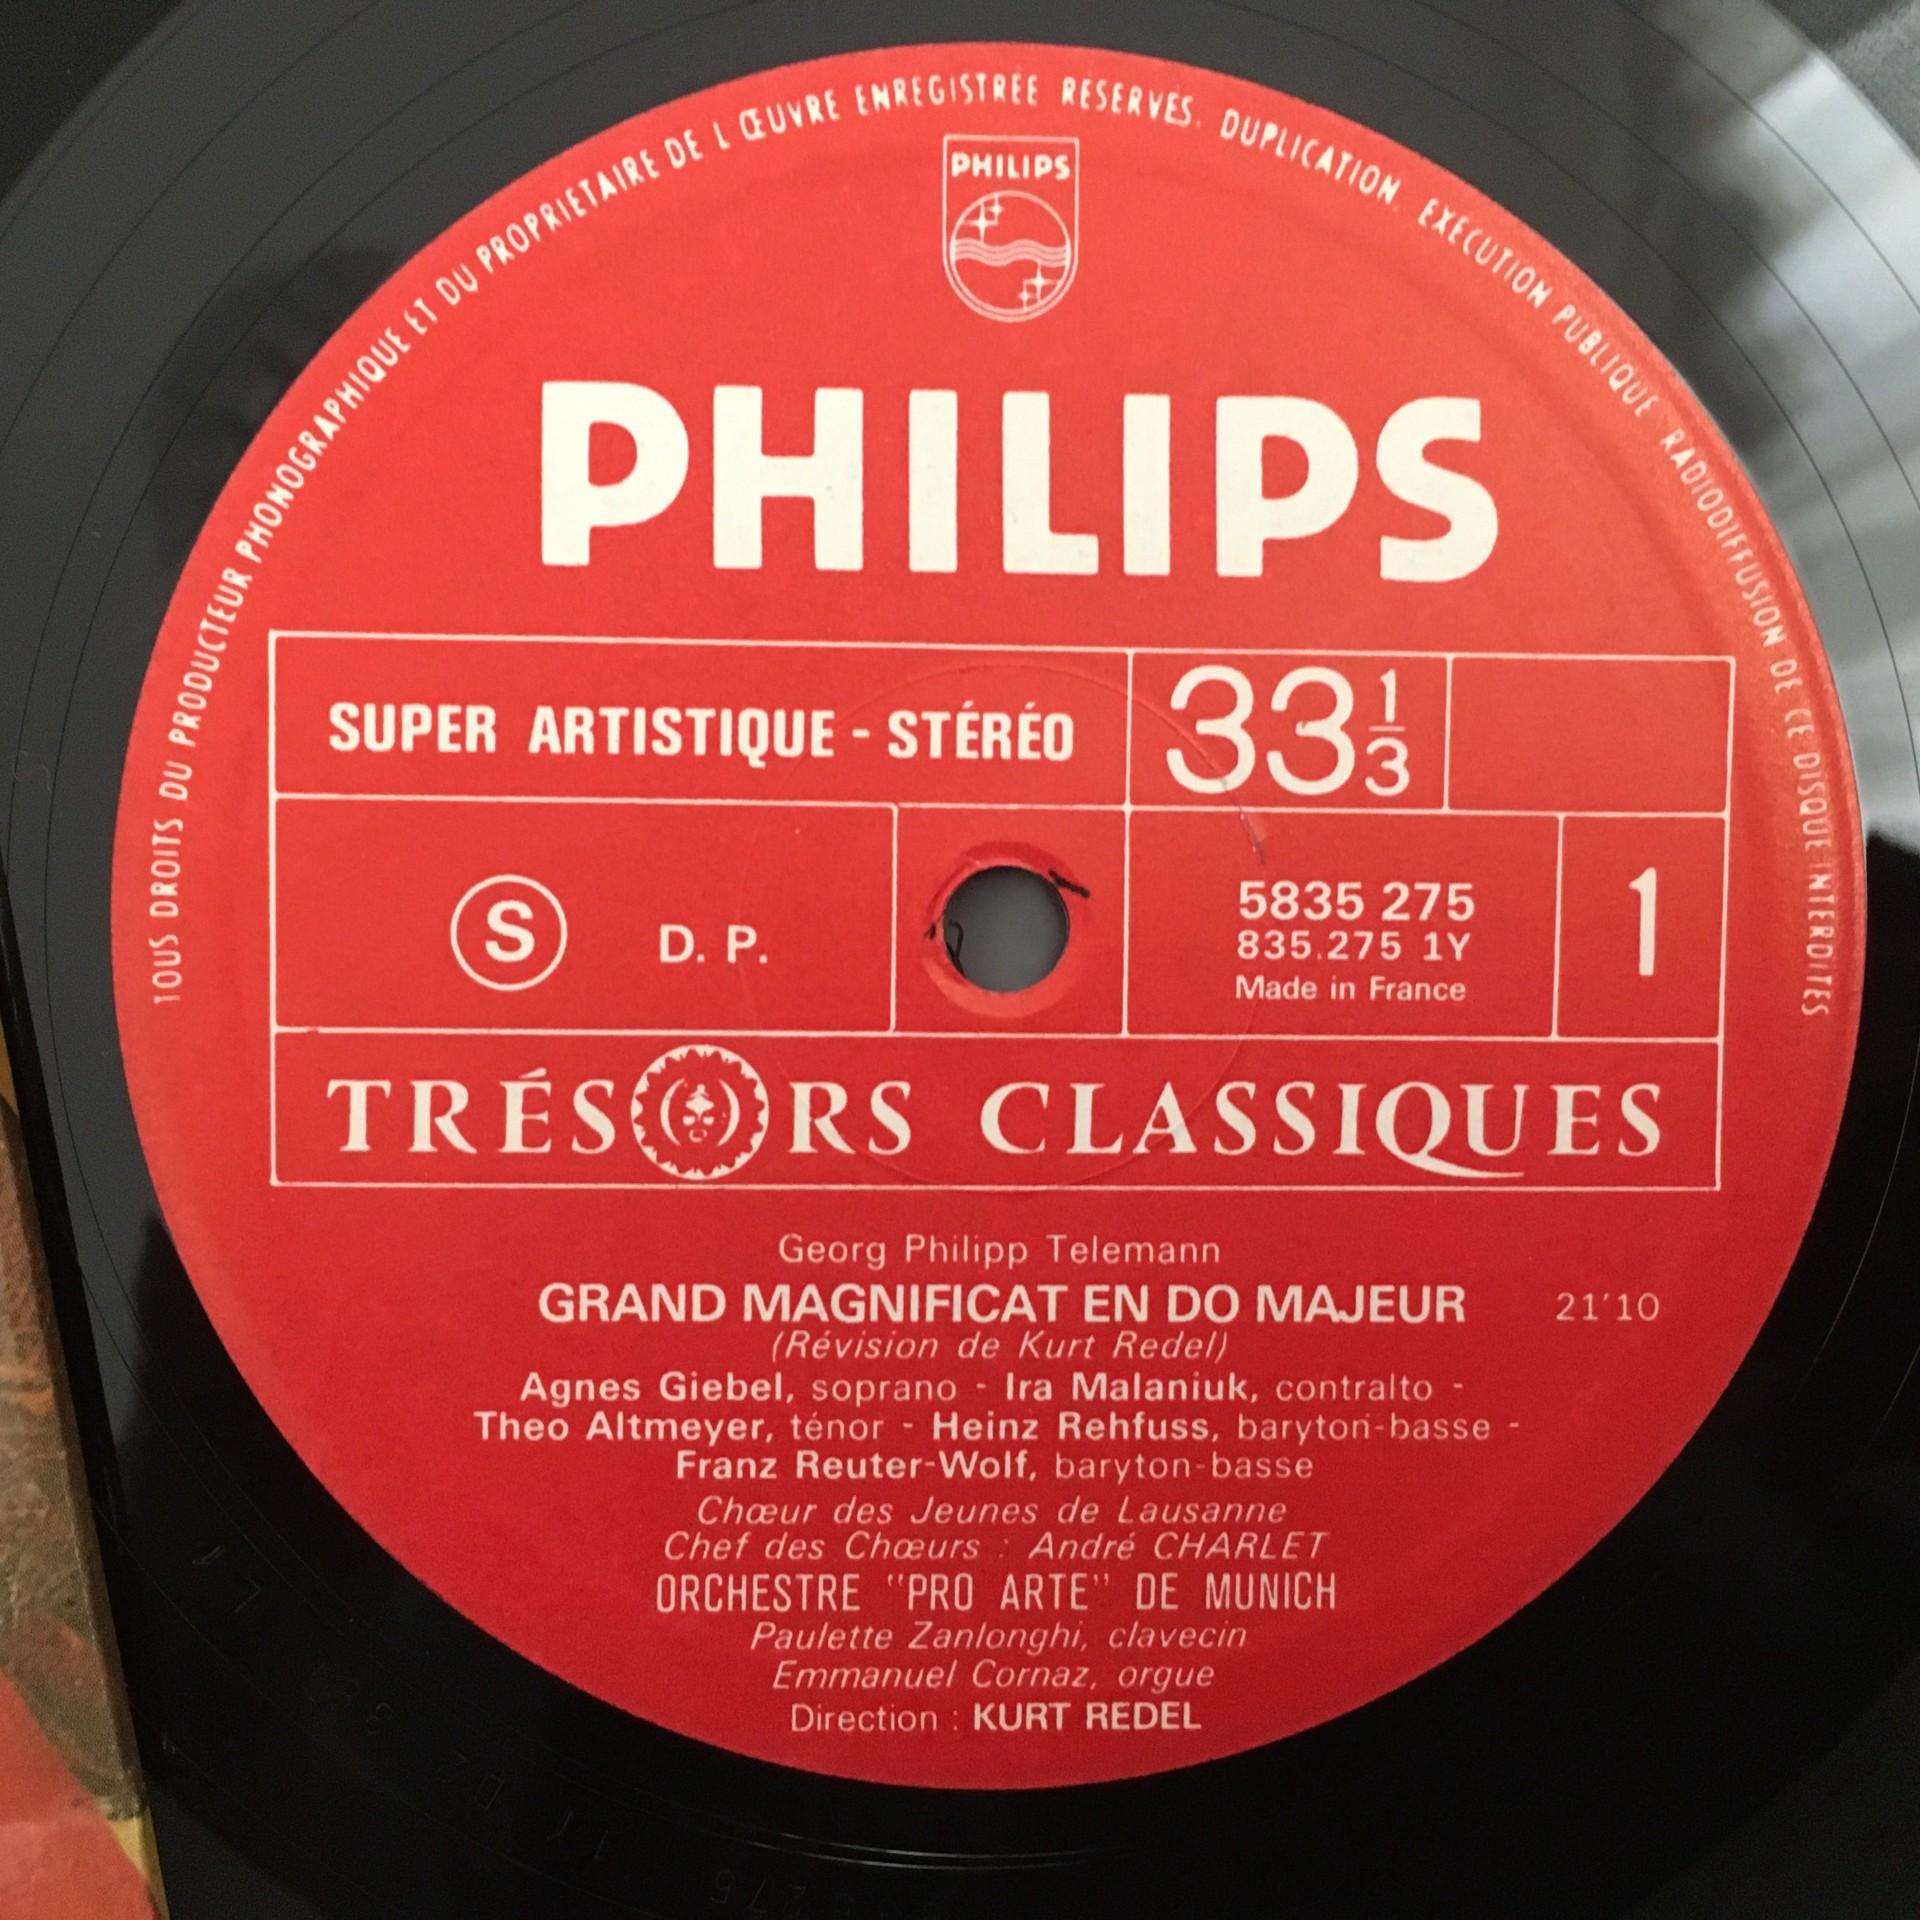 TOUS DROITS DU PRODUCTEUR PHONOGRAPHIQUE ET DU PROPRIETAIRE DE L ŒUVRE ENREGISTRÉE RESERVÉS. DUPLICATION. EXECUTION PUBLIQUE RADIODIFFUSION DE CE DISQUE INTERDITES
PHILIPS
PHILIPS
SUPER ARTISTIQUE - STÉRÉO 33 1/3
S D. P. 5835 275 1
835.275 1Y
Made in France
TRÉSORS CLASSIQUES
Georg Philipp Telemann
GRAND MAGNIFICAT EN DO MAJEUR 21'10
(Révision de Kurt Redel)
Agnes Giebel, soprano - Ira Malaniuk, contralto -
Theo Altmeyer, ténor - Heinz Rehfuss, baryton-basse -
Franz Reuter-Wolf, baryton-basse
Chœur des Jeunes de Lausanne
Chef des Chœurs : André CHARLET
ORCHESTRE "PRO ARTE" DE MUNICH
Paulette Zanlonghi, clavecin
Emmanuel Cornaz, orgue
Direction : KURT REDEL